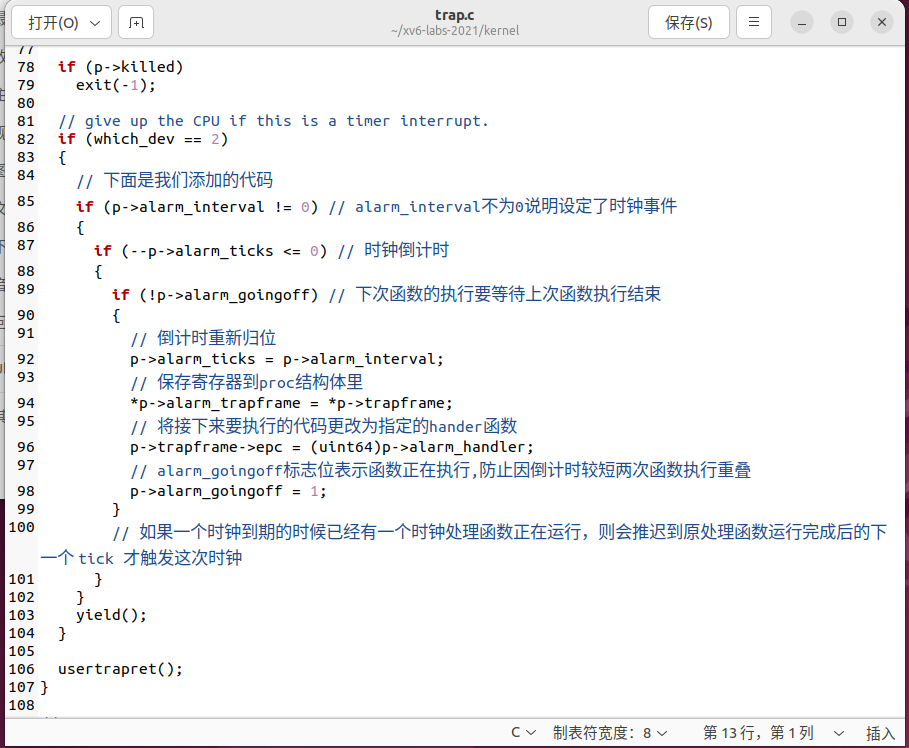 打开(O)
trap.c
~/xv6-labs-2021/kernel
保存(S)
77
78 if (p->killed)
79 exit(-1);
80
81 // give up the CPU if this is a timer interrupt.
82 if (which_dev == 2)
83 {
84 // 下面是我们添加的代码
85 if (p->alarm_interval != 0) // alarm_interval不为0说明设定了时钟事件
86 {
87 if (--p->alarm_ticks <= 0) // 时钟倒计时
88 {
89 if (!p->alarm_goingoff) // 下次函数的执行要等待上次函数执行结束
90 {
91 // 倒计时重新归位
92 p->alarm_ticks = p->alarm_interval;
93 // 保存寄存器到proc结构体里
94 *p->alarm_trapframe = *p->trapframe;
95 // 将接下来要执行的代码更改为指定的hander函数
96 p->trapframe->epc = (uint64)p->alarm_handler;
97 // alarm_goingoff标志位表示函数正在执行,防止因倒计时较短两次函数执行重叠
98 p->alarm_goingoff = 1;
99 }
100 // 如果一个时钟到期的时候已经有一个时钟处理函数正在运行，则会推迟到原处理函数运行完成后的下
一个 tick 才触发这次时钟
101 }
102 }
103 yield();
104 }
105
106 usertrapret();
107 }
108
C 制表符宽度：8 第 13 行，第 1 列 插入